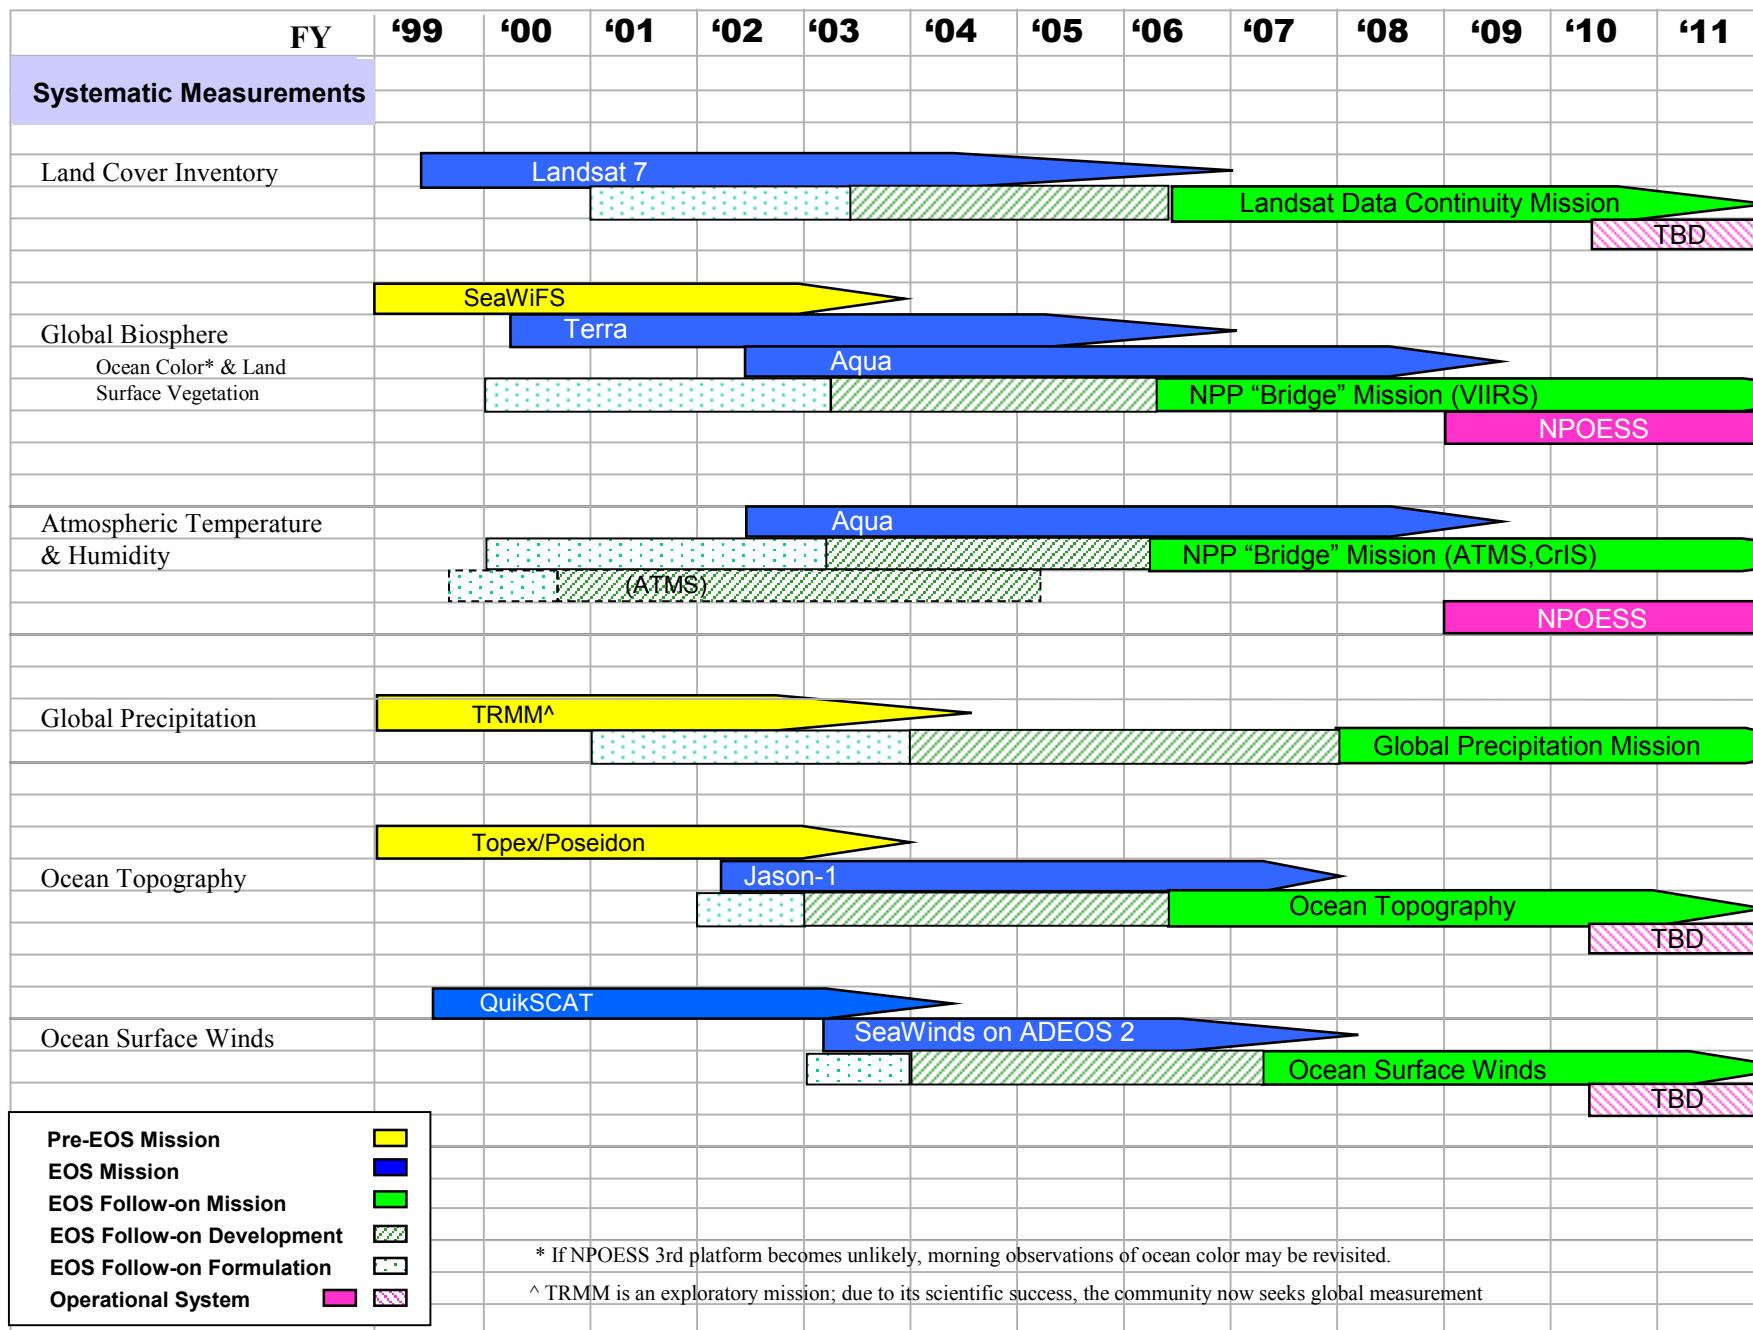 FY ‘99 ‘00 ‘01 ‘02 ‘03 ‘04 ‘05 ‘06 ‘07 ‘08 ‘09 ‘10 ‘11
Systematic Measurements
Land Cover Inventory
Landsat 7
Landsat Data Continuity Mission
TBD
SeaWiFS
Global Biosphere
Terra
Ocean Color* & Land
Aqua
Surface Vegetation
NPP “Bridge” Mission (VIIRS)
NPOESS
Atmospheric Temperature
Aqua
& Humidity
NPP “Bridge” Mission (ATMS,CrIS)
(ATMS)
NPOESS
Global Precipitation
TRMM^
Global Precipitation Mission
Topex/Poseidon
Ocean Topography
Jason-1
Ocean Topography
TBD
QuikSCAT
Ocean Surface Winds
SeaWinds on ADEOS 2
Ocean Surface Winds
TBD
Pre-EOS Mission
EOS Mission
EOS Follow-on Mission
EOS Follow-on Development
EOS Follow-on Formulation
Operational System
* If NPOESS 3rd platform becomes unlikely, morning observations of ocean color may be revisited.
^ TRMM is an exploratory mission; due to its scientific success, the community now seeks global measurement